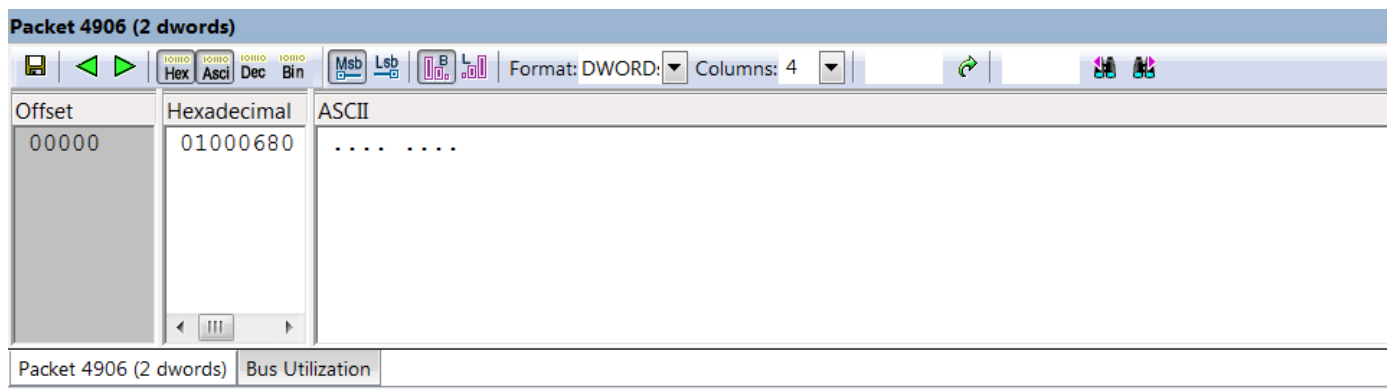 Packet 4906 (2 dwords)
Hex Asci Dec Bin Msb Lsb B L Format: DWORD: Columns: 4
Offset Hexadecimal ASCII
00000 01000680 .... ....
Packet 4906 (2 dwords) Bus Utilization